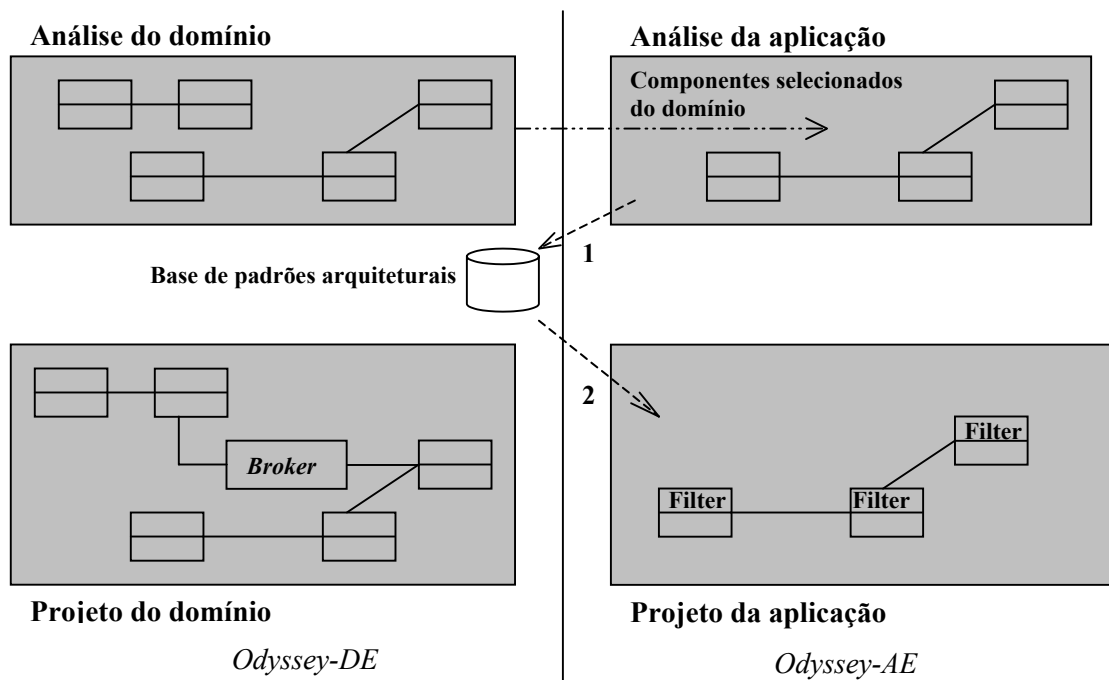 Análise do domínio
Análise da aplicação
Componentes selecionados
do domínio
1
Base de padrões arquiteturais
2
Broker
Filter
Filter
Filter
Projeto do domínio
Projeto da aplicação
Odyssey-DE
Odyssey-AE